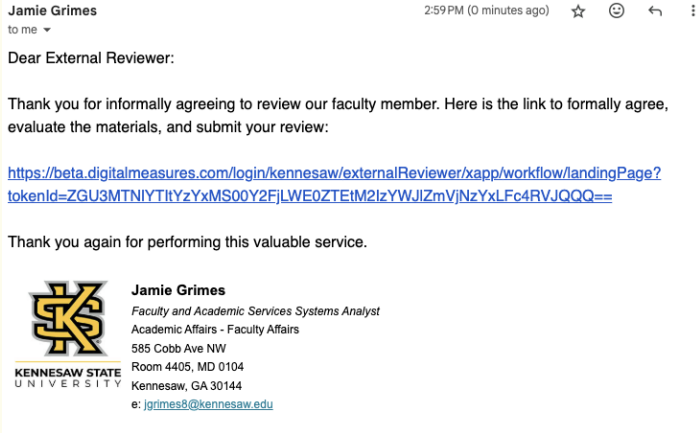 Jamie Grimes
2:59 PM (0 minutes ago)
to me
Dear External Reviewer:
Thank you for informally agreeing to review our faculty member. Here is the link to formally agree,
evaluate the materials, and submit your review:
https://beta.digitalmeasures.com/login/kennesaw/externalReviewer/xapp/workflow/landingPage?
tokenId=ZGU3MTNlYTItYzYxMS00Y2FjLWE0ZTEtM2IzYWJlZmVjNzYxLFc4RVJQQQ==
Thank you again for performing this valuable service.
KS
KENNESAW STATE
UNIVERSITY
Jamie Grimes
Faculty and Academic Services Systems Analyst
Academic Affairs - Faculty Affairs
585 Cobb Ave NW
Room 4405, MD 0104
Kennesaw, GA 30144
e: jgrimes8@kennesaw.edu